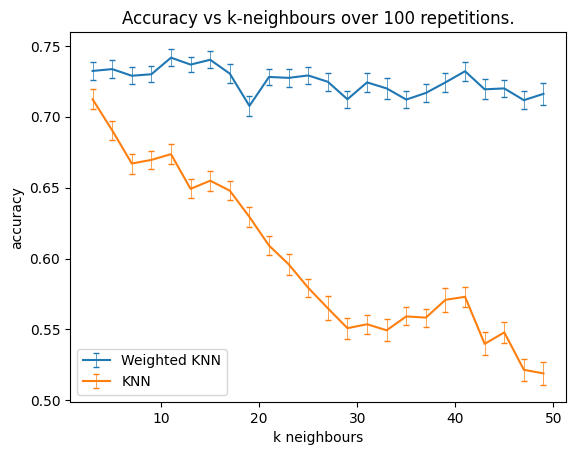 Accuracy vs k-neighbours over 100 repetitions.
0.75
0.70
0.65
0.60
0.55
0.50
accuracy
Weighted KNN
KNN
10
20
30
40
50
k neighbours